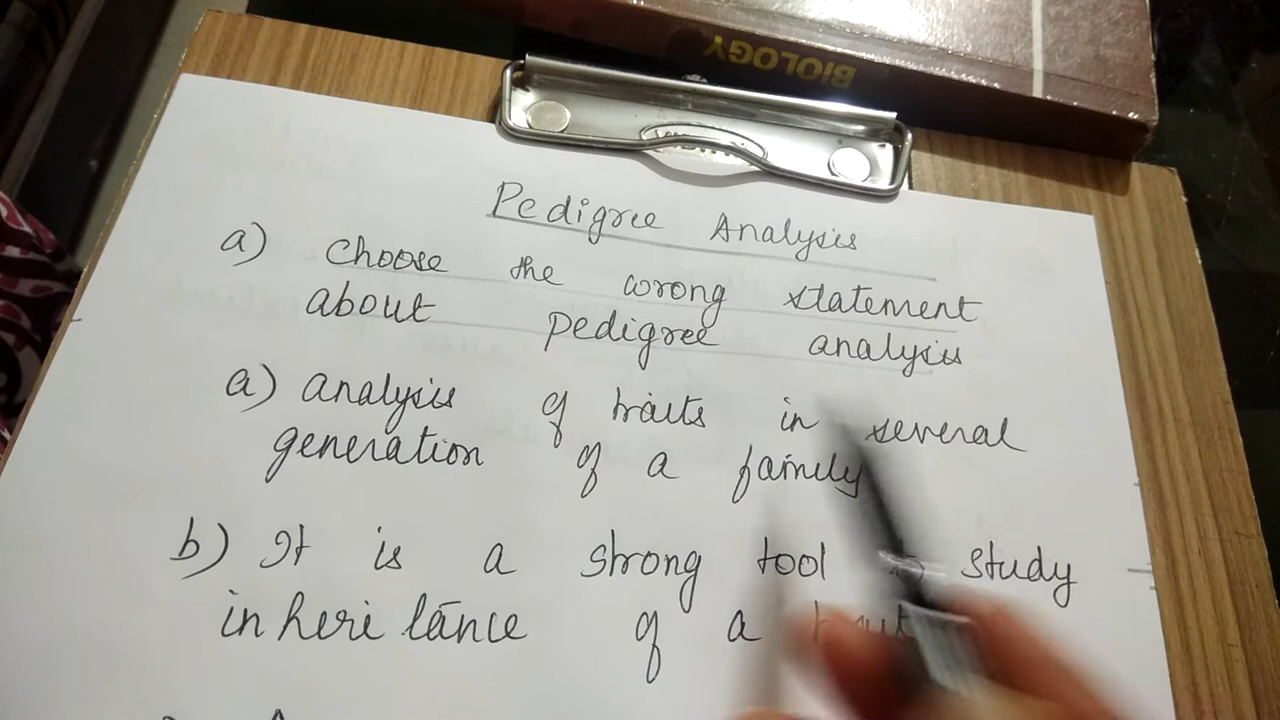 BIOLOGY
Pedigree Analysis
a) choose the wrong statement
about pedigree analysis
a) analysis of traits in several
generation of a family
b) It is a strong tool study
inheritance of a